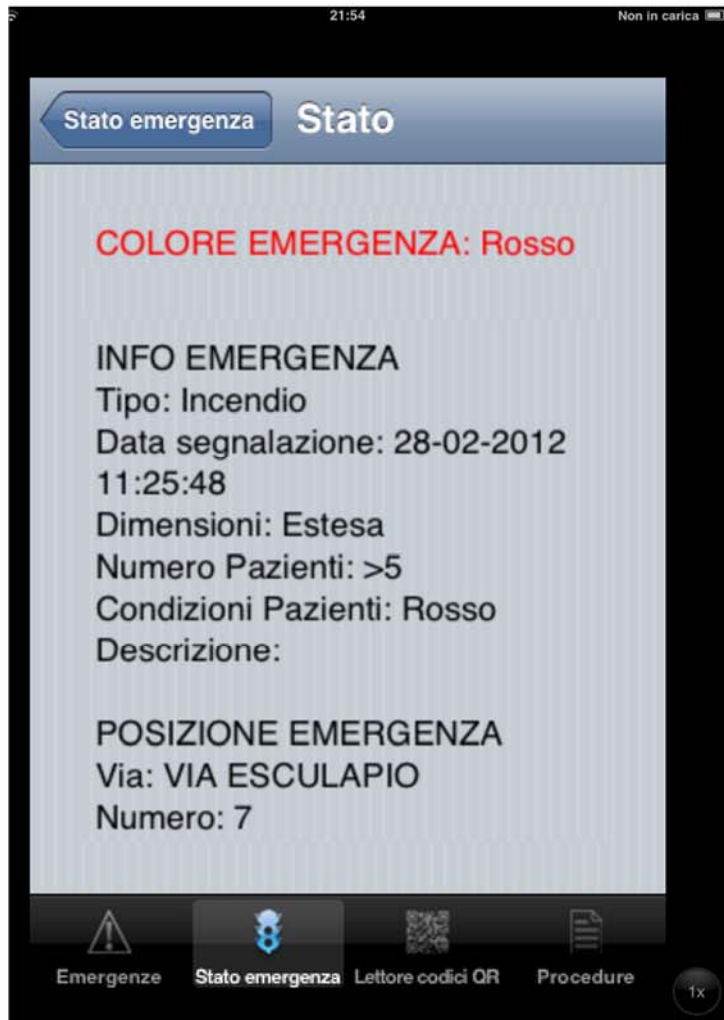 21:54
Non in carica
Stato emergenza
Stato
COLORE EMERGENZA: Rosso
INFO EMERGENZA
Tipo: Incendio
Data segnalazione: 28-02-2012
11:25:48
Dimensioni: Estesa
Numero Pazienti: >5
Condizioni Pazienti: Rosso
Descrizione:
POSIZIONE EMERGENZA
Via: VIA ESCULAPIO
Numero: 7
Emergenze
Stato emergenza
Lettore codici QR
Procedure
1x